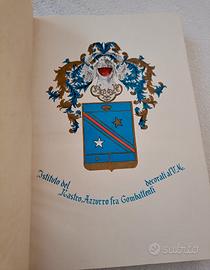 Istituto del Nastro Azzurro fra Combattenti decorati al V.M.
subito